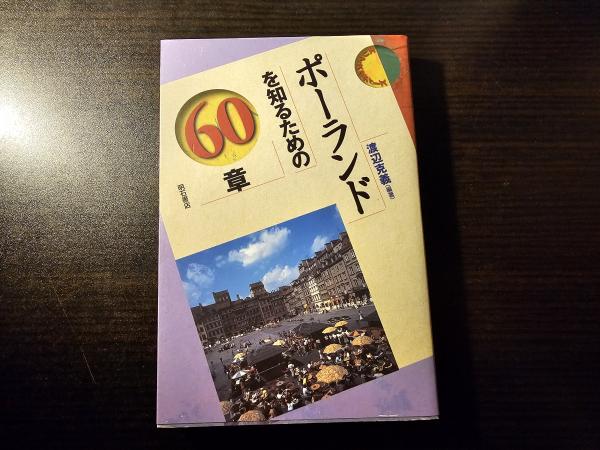 ポーランド
を知るための
60
章
渡辺克義
(編著)
明石書店